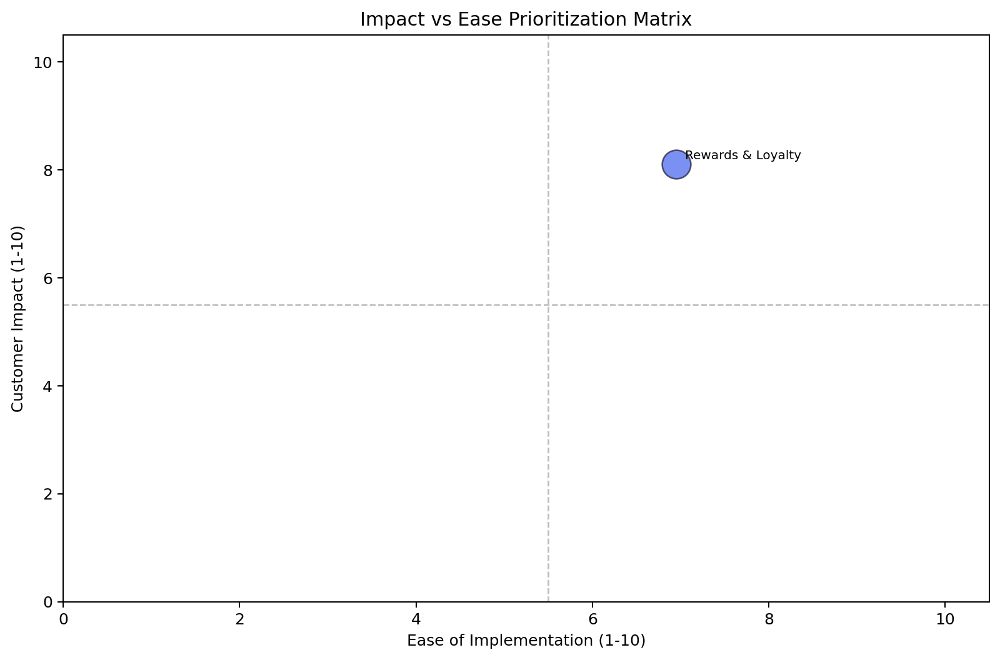 Impact vs Ease Prioritization Matrix
10
8
6
4
2
0
Customer Impact (1-10)
Rewards & Loyalty
0 2 4 6 8 10
Ease of Implementation (1-10)